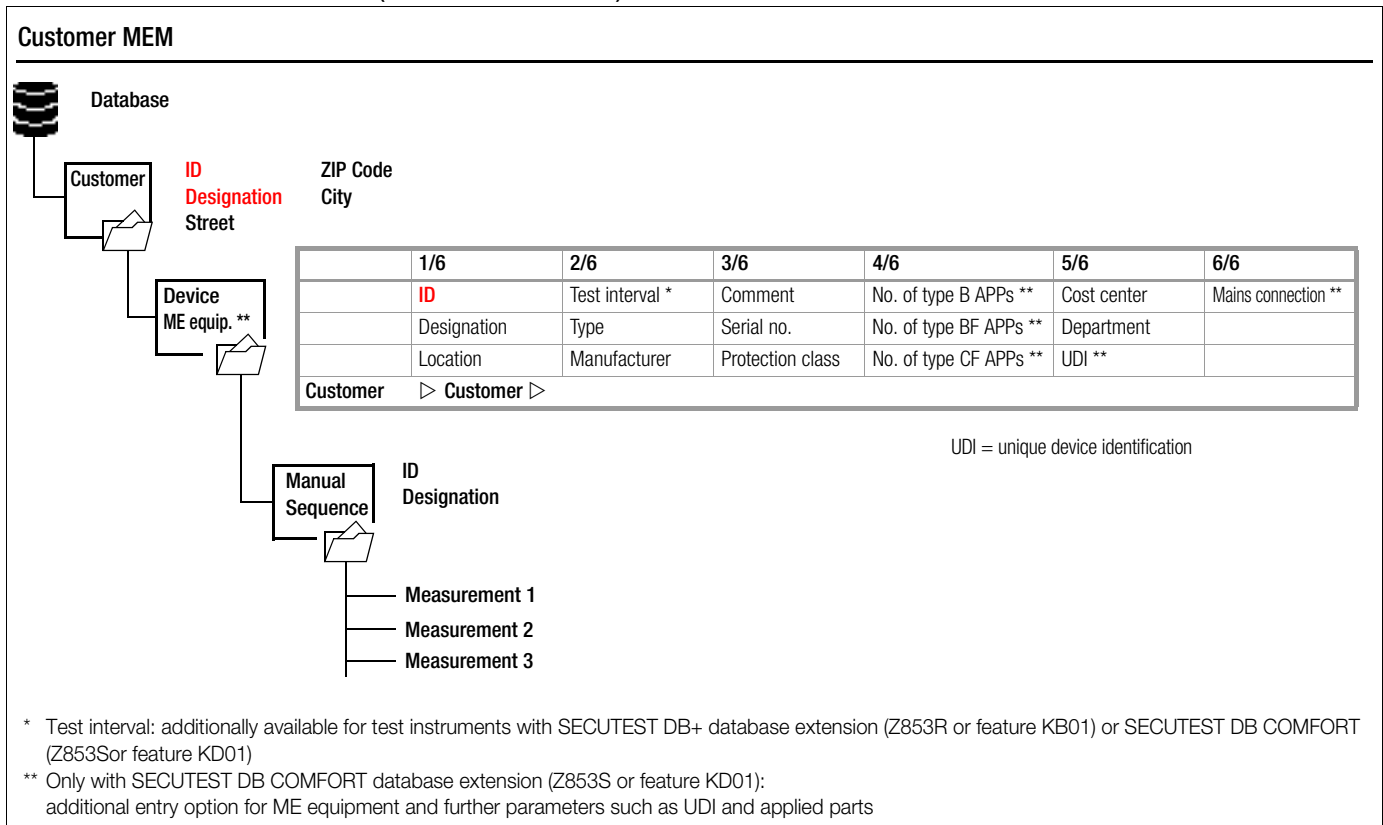 Customer MEM
Database
Customer
ID
Designation
Street
ZIP Code
City
Device
ME equip. **
1/6 2/6 3/6 4/6 5/6 6/6
ID Test interval * Comment No. of type B APPs ** Cost center Mains connection **
Designation Type Serial no. No. of type BF APPs ** Department
Location Manufacturer Protection class No. of type CF APPs ** UDI **
Customer ▷ Customer ▷
UDI = unique device identification
Manual
Sequence
ID
Designation
Measurement 1
Measurement 2
Measurement 3
* Test interval: additionally available for test instruments with SECUTEST DB+ database extension (Z853R or feature KB01) or SECUTEST DB COMFORT
(Z853Sor feature KD01)
** Only with SECUTEST DB COMFORT database extension (Z853S or feature KD01):
additional entry option for ME equipment and further parameters such as UDI and applied parts